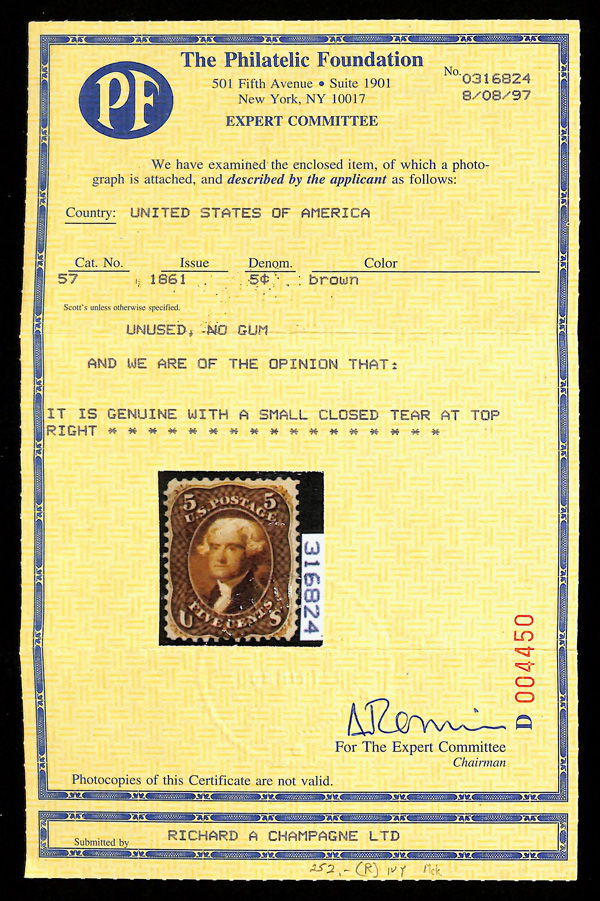 PF
The Philatelic Foundation
501 Fifth Avenue • Suite 1901
New York, NY 10017
EXPERT COMMITTEE
No. 0316824
8/08/97
We have examined the enclosed item, of which a photo-
graph is attached, and described by the applicant as follows:
Country: UNITED STATES OF AMERICA
Cat. No. Issue Denom. Color
57 1861 5¢ brown
Scott's unless otherwise specified.
UNUSED, NO GUM
AND WE ARE OF THE OPINION THAT:
IT IS GENUINE WITH A SMALL CLOSED TEAR AT TOP
RIGHT * * * * * * * * * * * * * * * * * *
5 5
U.S. POSTAGE
U S
FIVE CENTS
316824
D 004450
For The Expert Committee
Chairman
Photocopies of this Certificate are not valid.
Submitted by RICHARD A CHAMPAGNE LTD
252,- (R)